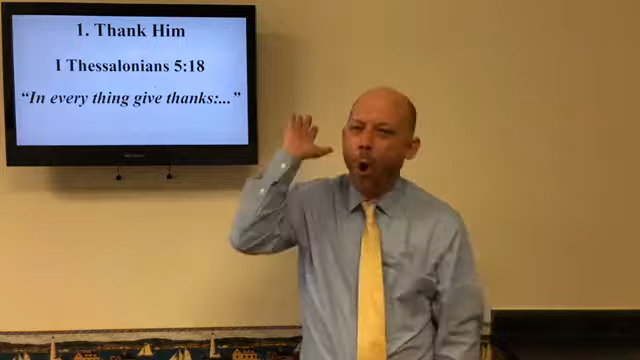 1. Thank Him
I Thessalonians 5:18
“In every thing give thanks:...”